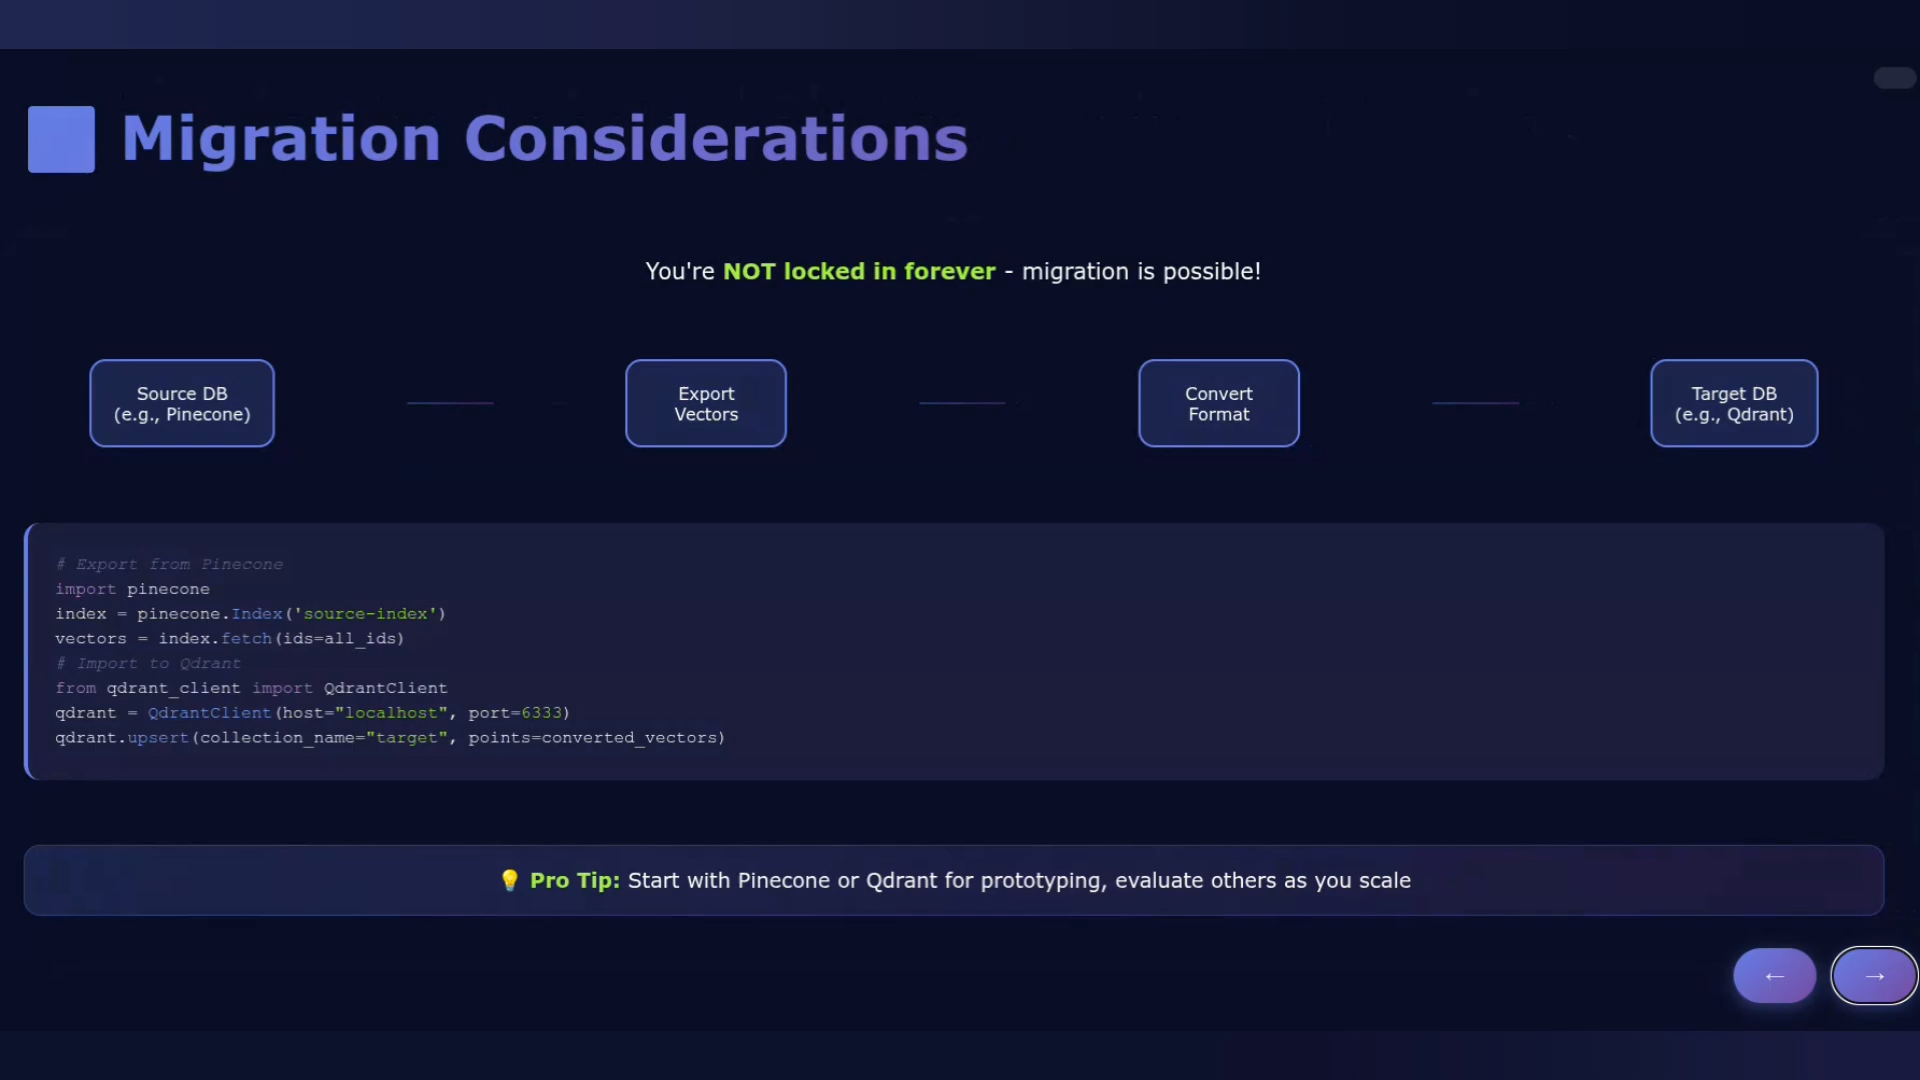 Migration Considerations
You're NOT locked in forever - migration is possible!
Source DB
(e.g., Pinecone)
Export
Vectors
Convert
Format
Target DB
(e.g., Qdrant)
# Export from Pinecone
import pinecone
index = pinecone.Index('source-index')
vectors = index.fetch(ids=all_ids)
# Import to Qdrant
from qdrant_client import QdrantClient
qdrant = QdrantClient(host="localhost", port=6333)
qdrant.upsert(collection_name="target", points=converted_vectors)
💡 Pro Tip: Start with Pinecone or Qdrant for prototyping, evaluate others as you scale
← →